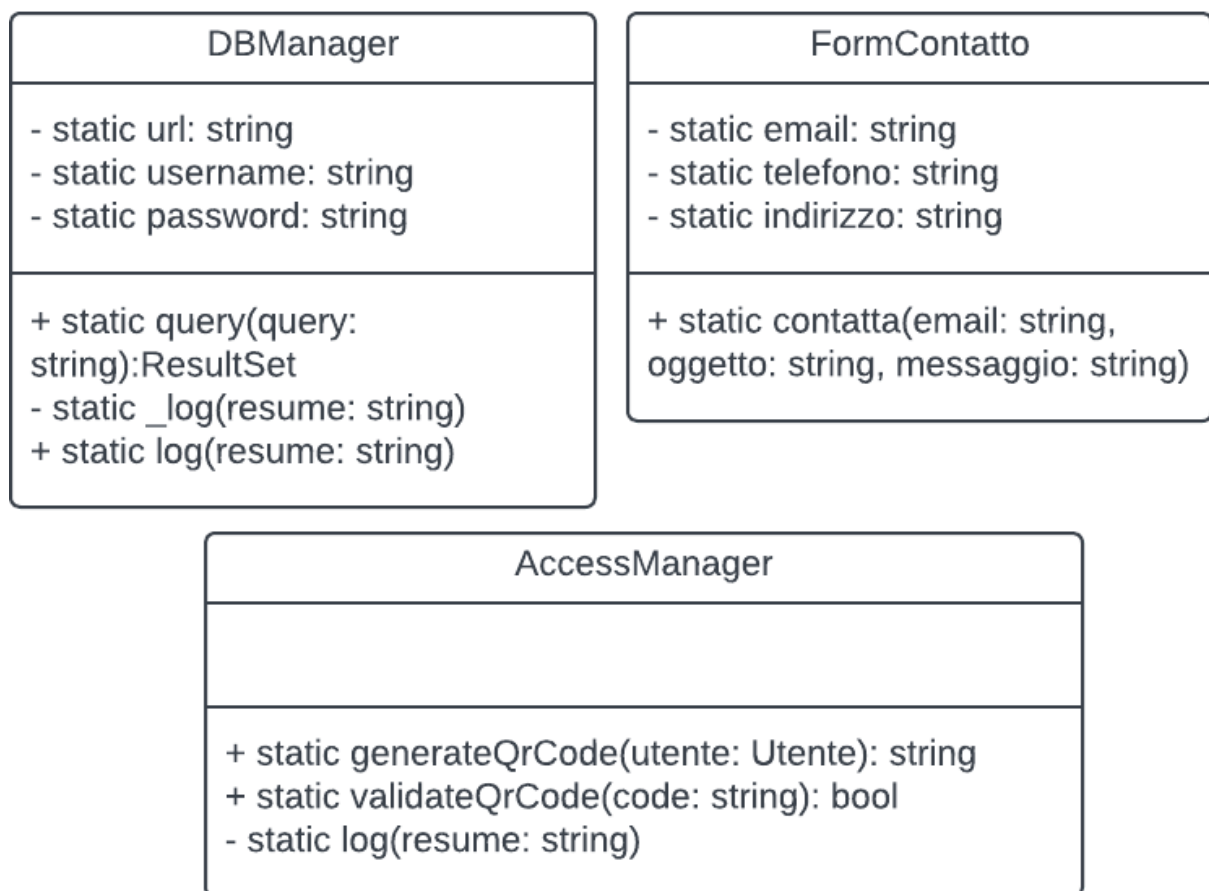 DBManager
- static url: string
- static username: string
- static password: string
+ static query(query:
string):ResultSet
- static _log(resume: string)
+ static log(resume: string)
FormContatto
- static email: string
- static telefono: string
- static indirizzo: string
+ static contatta(email: string,
oggetto: string, messaggio: string)
AccessManager
+ static generateQrCode(utente: Utente): string
+ static validateQrCode(code: string): bool
- static log(resume: string)